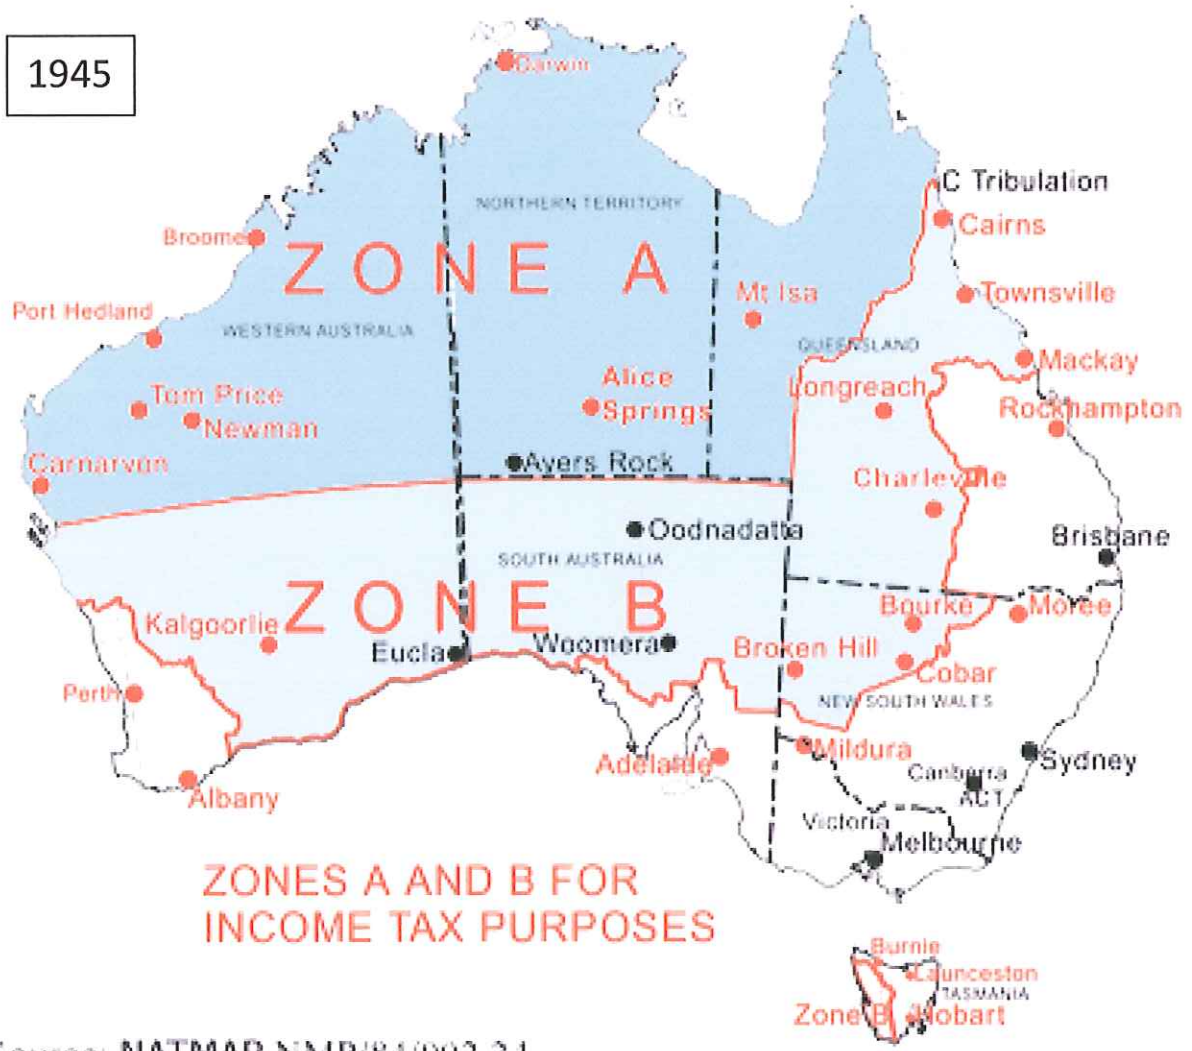 1945
Darwin
C Tribulation
NORTHERN TERRITORY
Cairns
Broome
ZONE A
Mt Isa
Townsville
Port Hedland
WESTERN AUSTRALIA
QUEENSLAND
Mackay
Alice
Springs
Longreach
Tom Price
Newman
Rockhampton
Carnarvon
Ayers Rock
Charleville
Oodnadatta
Brisbane
SOUTH AUSTRALIA
ZONE B
Bourke
Moree
Kalgoorlie
Eucla
Woomera
Broken Hill
Cobar
Perth
NEW SOUTH WALES
Mildura
Sydney
Adelaide
Canberra
ACT
Albany
Victoria
Melbourne
ZONES A AND B FOR
INCOME TAX PURPOSES
Burnie
Launceston
TASMANIA
Zone B
Hobart